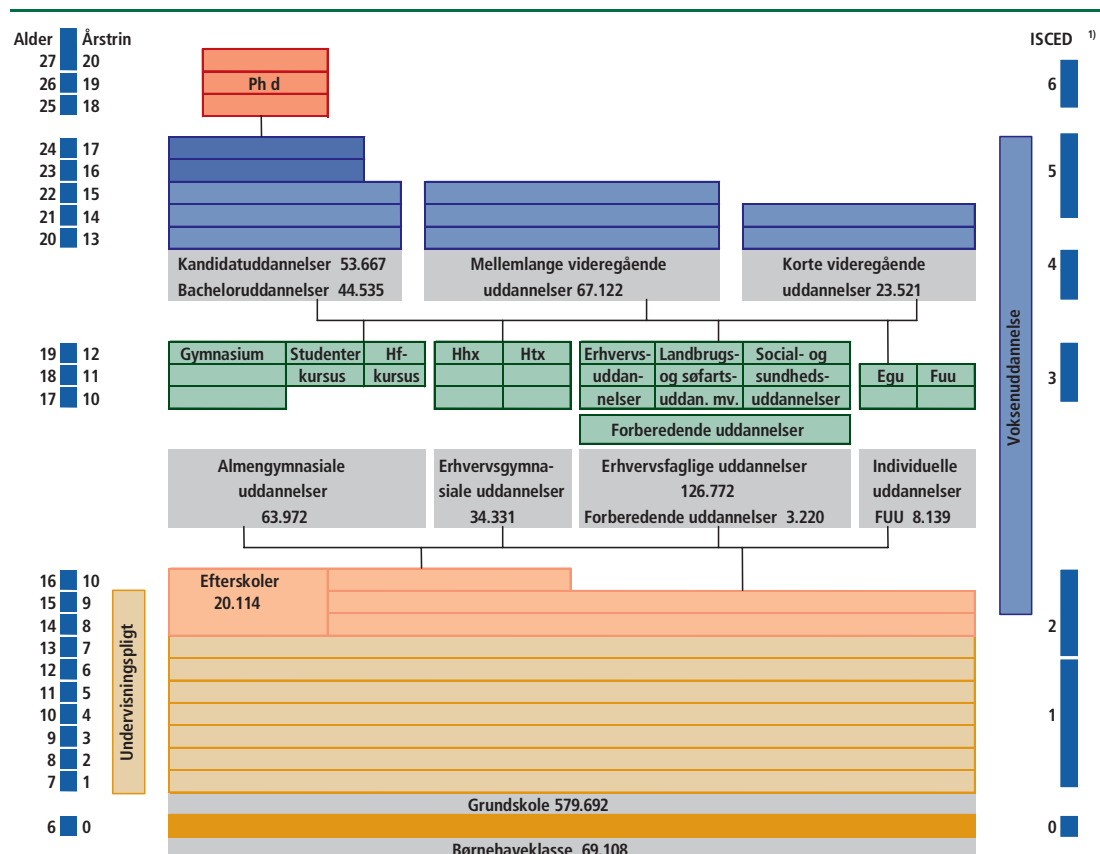 Alder Årstrin ISCED 1)
27 20
26 19 Ph d 6
25 18
24 17
23 16 5
22 15
21 14
20 13
Kandidatuddannelser 53.667
Bacheloruddannelser 44.535
Mellemlange videregående
uddannelser 67.122
Korte videregående
uddannelser 23.521
4
Voksenuddannelse
19 12
18 11
17 10
3
Gymnasium
Studenter
kursus
Hf-
kursus
Hhx
Htx
Erhvervs-
uddan-
nelser
Landbrugs-
og søfarts-
uddan. mv.
Social- og
sundheds-
uddannelser
Egu
Fuu
Forberedende uddannelser
Almengymnasiale
uddannelser
63.972
Erhvervsgymna-
siale uddannelser
34.331
Erhvervsfaglige uddannelser
126.772
Forberedende uddannelser 3.220
Individuelle
uddannelser
FUU 8.139
16 10
15 9
14 8
13 7
12 6
11 5
10 4
9 3
8 2
7 1
Undervisningspligt
Efterskoler
20.114
2
1
Grundskole 579.692
6 0 0
Børnehaveklasse 69.108